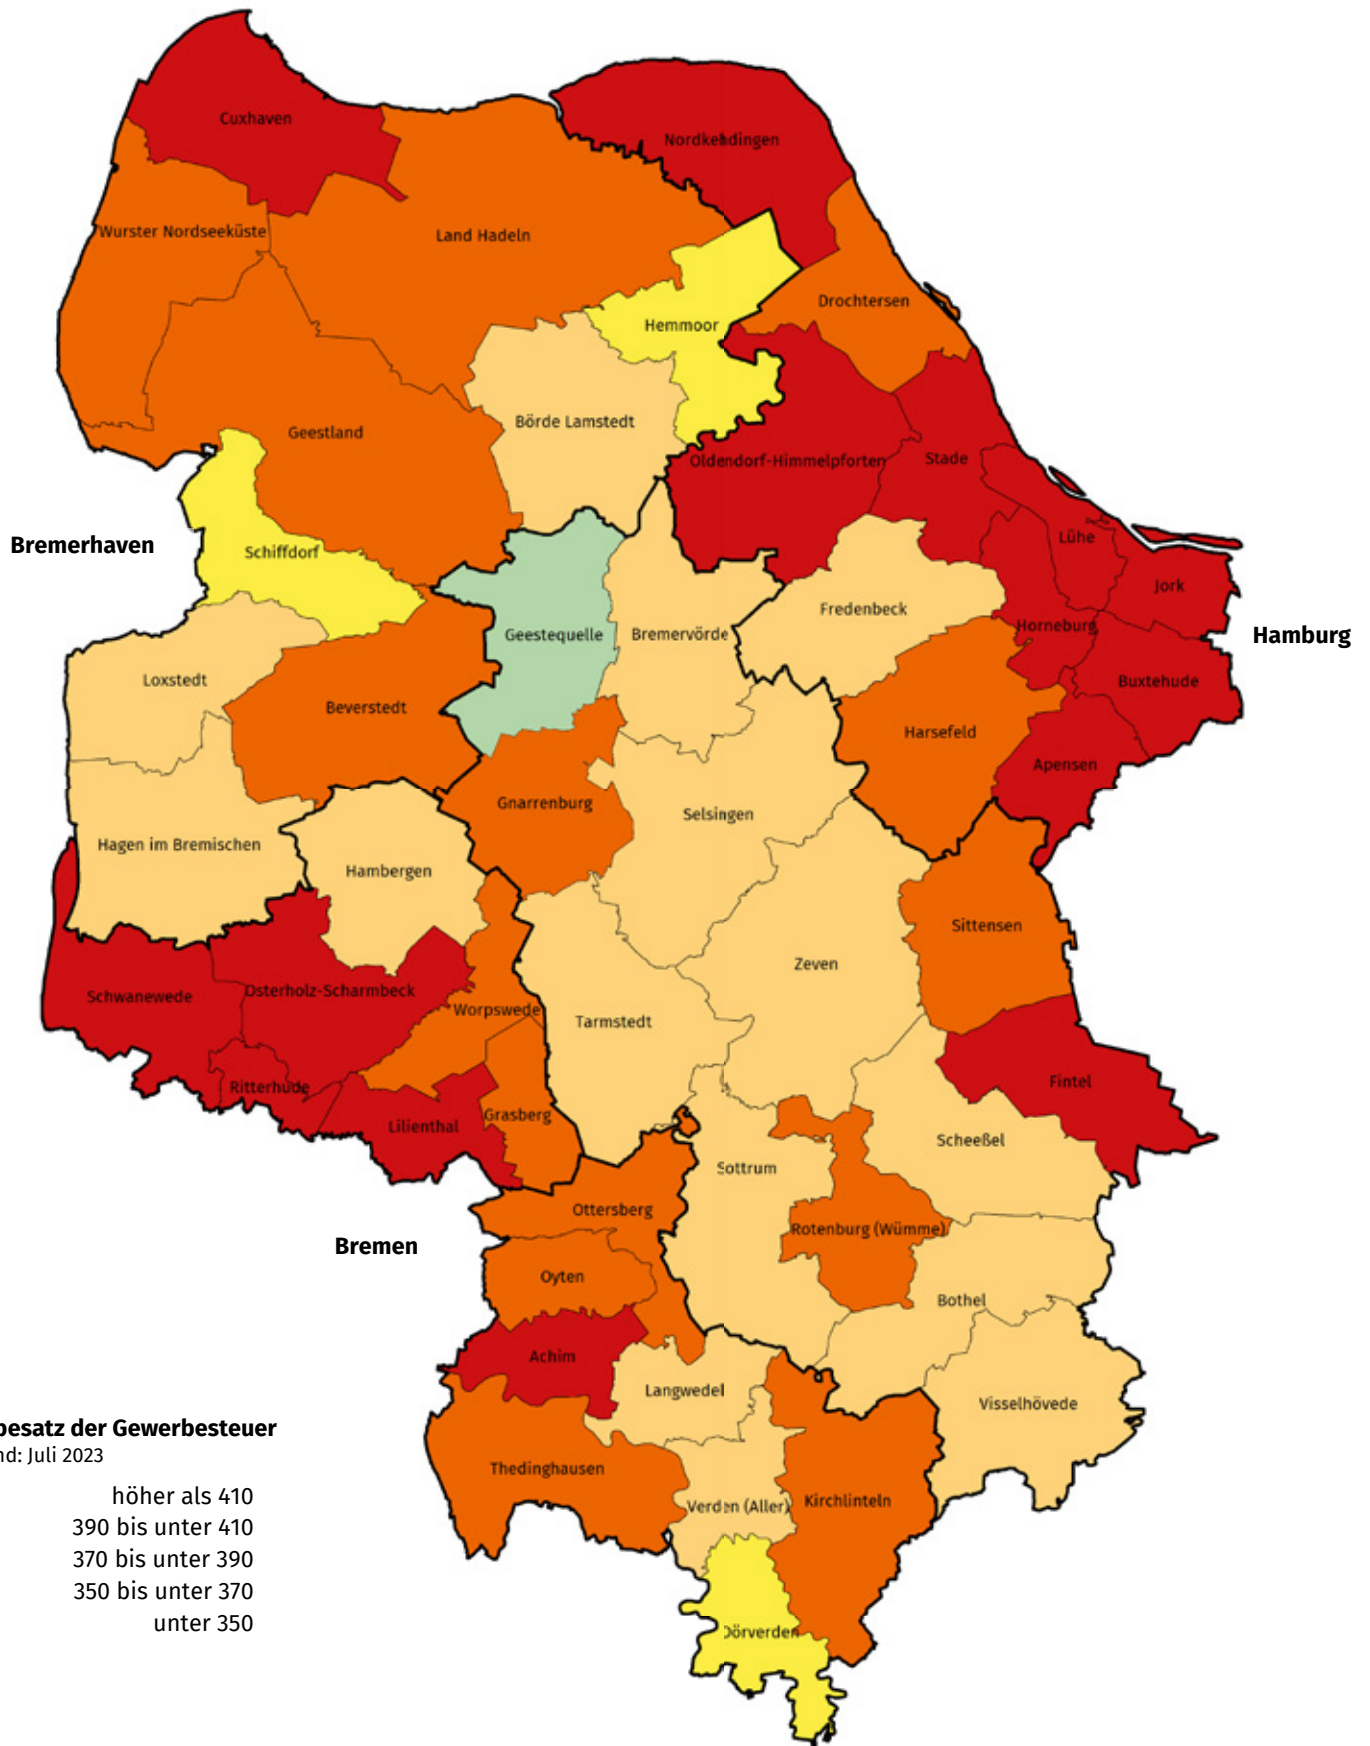 Cuxhaven
Nordkehdingen
Wurster Nordseeküste
Land Hadeln
Drochtersen
Hemmoor
Börde Lamstedt
Geestland
Oldendorf-Himmelpforten
Stade
Bremerhaven
Schiffdorf
Lühe
Jork
Fredenbeck
Geestequelle
Bremervörde
Horneburg
Hamburg
Loxstedt
Buxtehude
Beverstedt
Harsefeld
Apensen
Gnarrenburg
Selsingen
Hagen im Bremischen
Hambergen
Sittensen
Zeven
Schwanewede
Osterholz-Scharmbeck
Worpswede
Tarmstedt
Ritterhude
Fintel
Grasberg
Lilienthal
Scheeßel
Sottrum
Ottersberg
Rotenburg (Wümme)
Bremen
Oyten
Bothel
Achim
Langwedel
Visselhövede
besatz der Gewerbesteuer
nd: Juli 2023
Thedinghausen
Kirchlinteln
Verden (Aller)
höher als 410
390 bis unter 410
370 bis unter 390
350 bis unter 370
unter 350
Dörverden